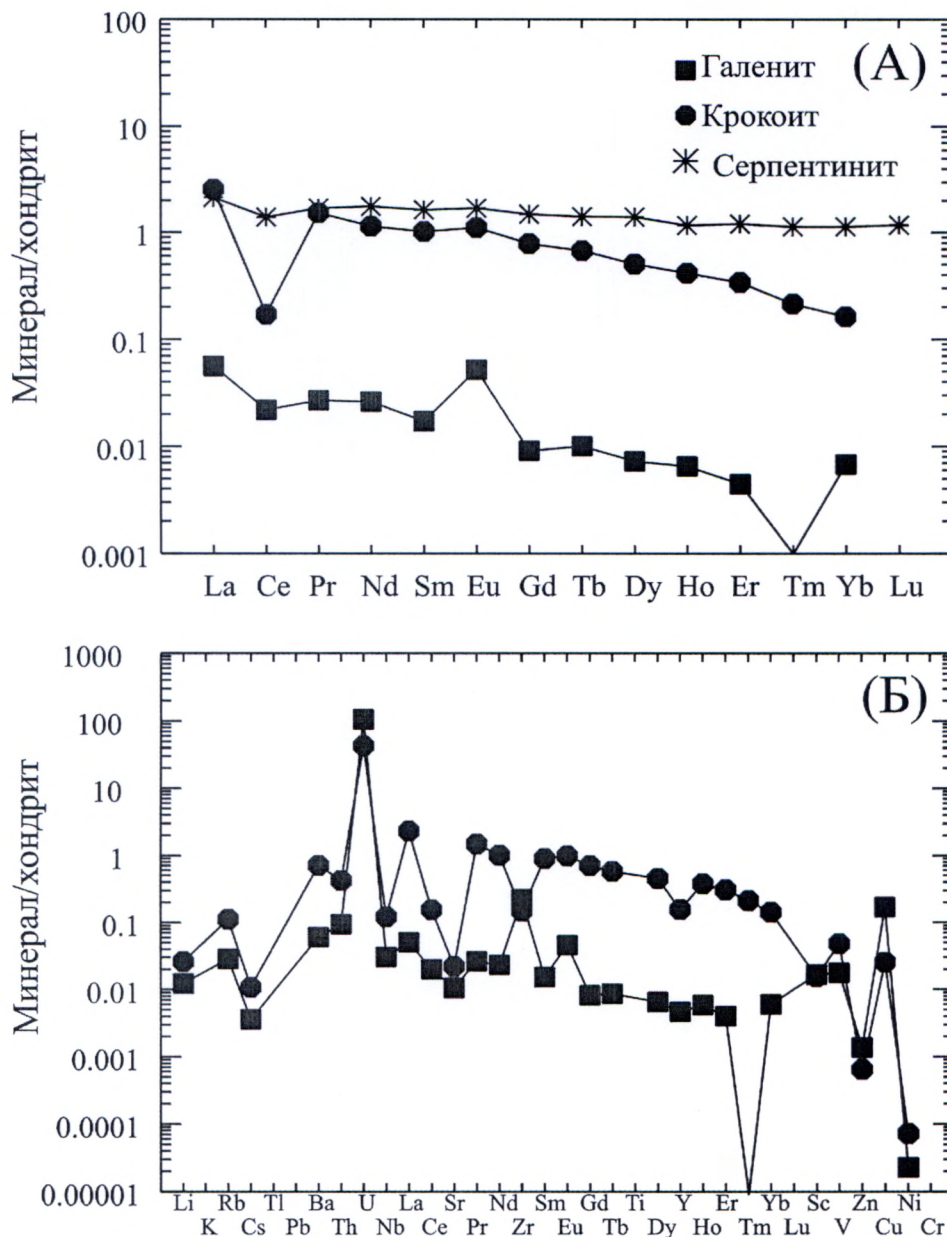 100
10
1
0.1
0.01
0.001
Минерал/хондрит
(А)
Галенит
Крокоит
Серпентинит
La Ce Pr Nd Sm Eu Gd Tb Dy Ho Er Tm Yb Lu
1000
100
10
1
0.1
0.01
0.001
0.0001
0.00001
Минерал/хондрит
(Б)
Li Rb Tl Ba U La Sr Nd Sm Gd Ti Y Er Yb Sc Zn Ni
K Cs Pb Th Nb Ce Pr Zr Eu Tb Dy Ho Tm Lu V Cu Cr